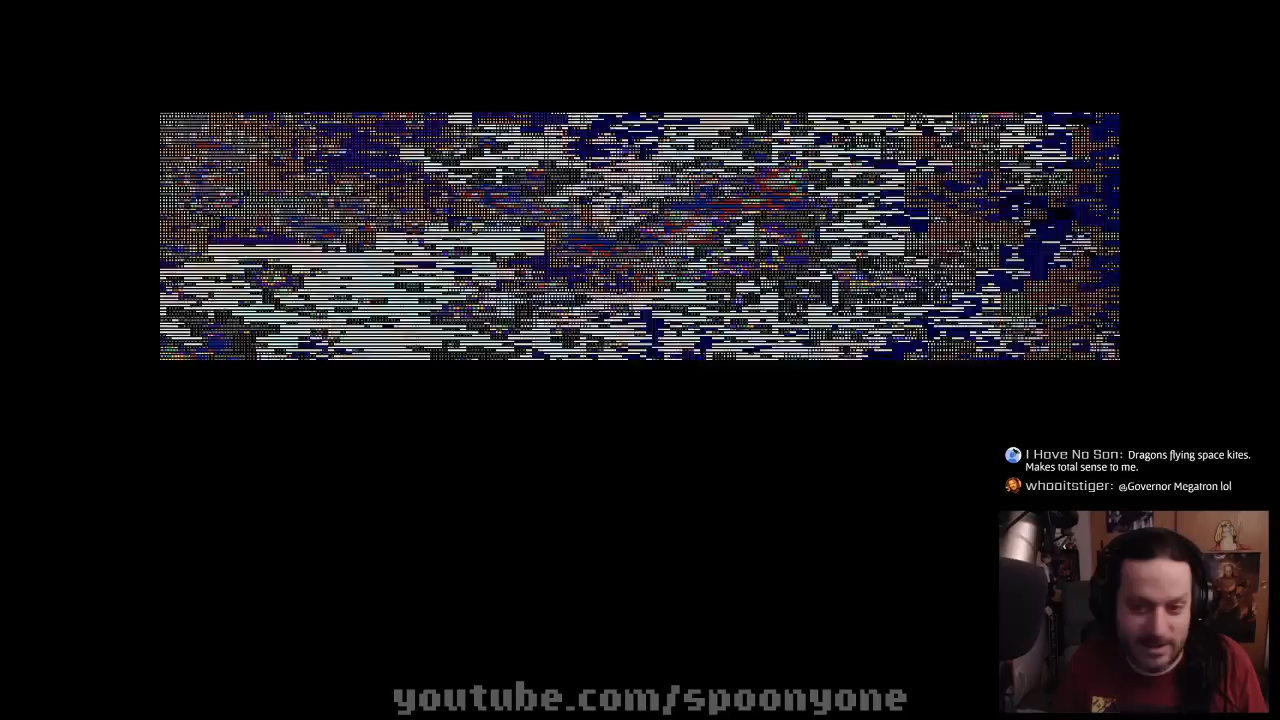 I Have No Son: Dragons flying space kites.
Makes total sense to me.
whooitstiger: @Governor Megatron lol
youtube.com/spoonyone